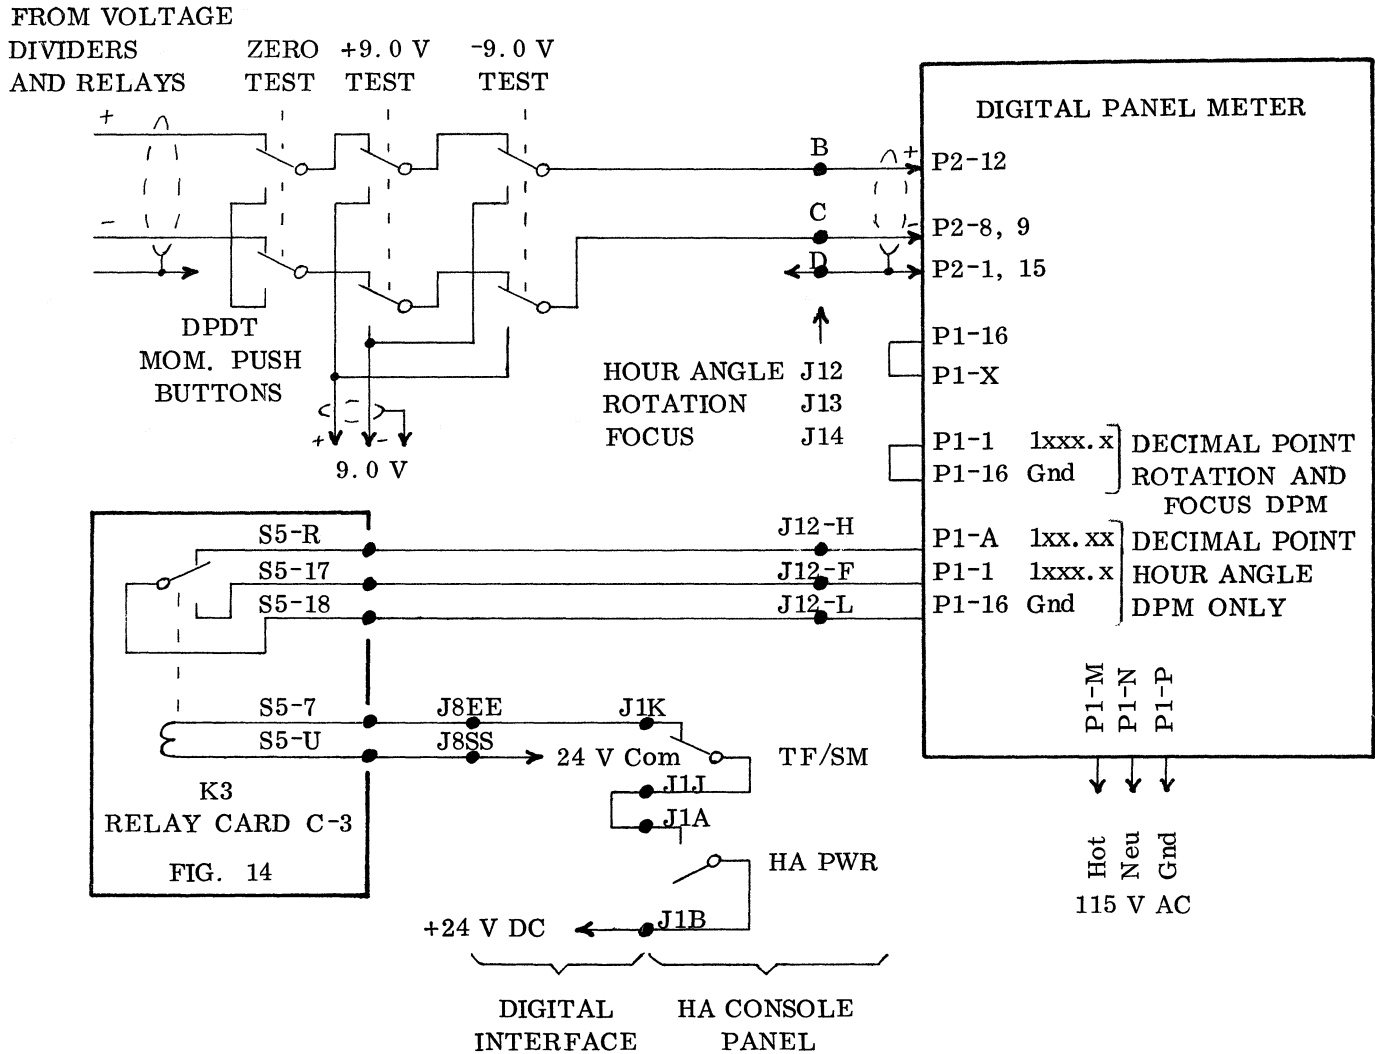 FROM VOLTAGE
DIVIDERS
AND RELAYS
ZERO
TEST
+9.0 V
TEST
-9.0 V
TEST
+
-
DPDT
MOM. PUSH
BUTTONS
+
-
9.0 V
B
C
D
HOUR ANGLE J12
ROTATION J13
FOCUS J14
DIGITAL PANEL METER
+
P2-12
-
P2-8, 9
P2-1, 15
P1-16
P1-X
P1-1 1xxx.x DECIMAL POINT
P1-16 Gnd ROTATION AND
FOCUS DPM
P1-A 1xx.xx DECIMAL POINT
P1-1 1xxx.x HOUR ANGLE
P1-16 Gnd DPM ONLY
P1-M
P1-N
P1-P
Hot
Neu
Gnd
115 V AC
S5-R
S5-17
S5-18
J12-H
J12-F
J12-L
S5-7
S5-U
K3
RELAY CARD C-3
FIG. 14
J8EE
J8SS
J1K
24 V Com
TF/SM
J1J
J1A
HA PWR
J1B
+24 V DC
DIGITAL
INTERFACE
HA CONSOLE
PANEL